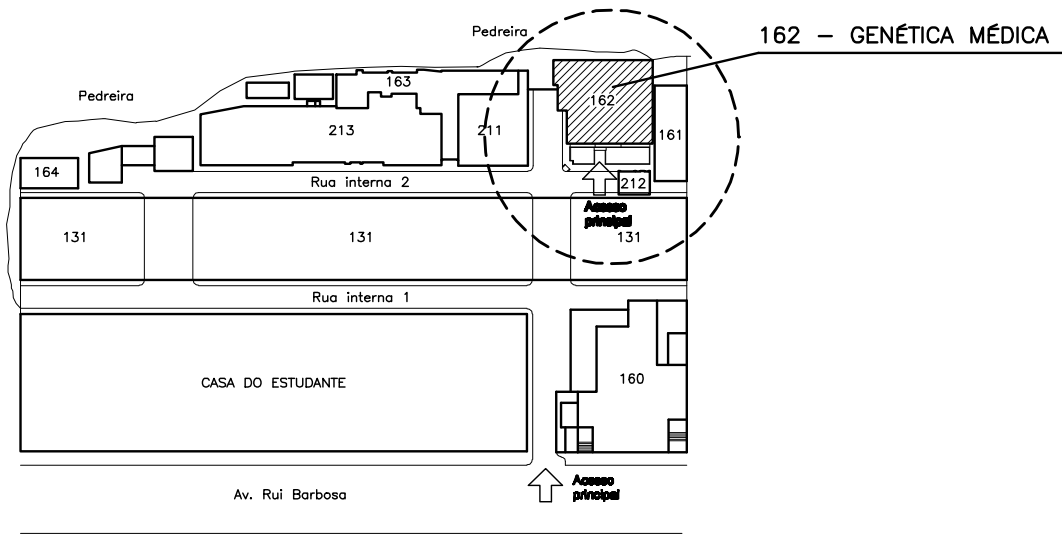 Pedreira
162 – GENÉTICA MÉDICA
Pedreira
163
162
213
211
161
164
Rua interna 2
212
Acesso
principal
131
131
131
Rua interna 1
CASA DO ESTUDANTE
160
Av. Rui Barbosa
Acesso
principal